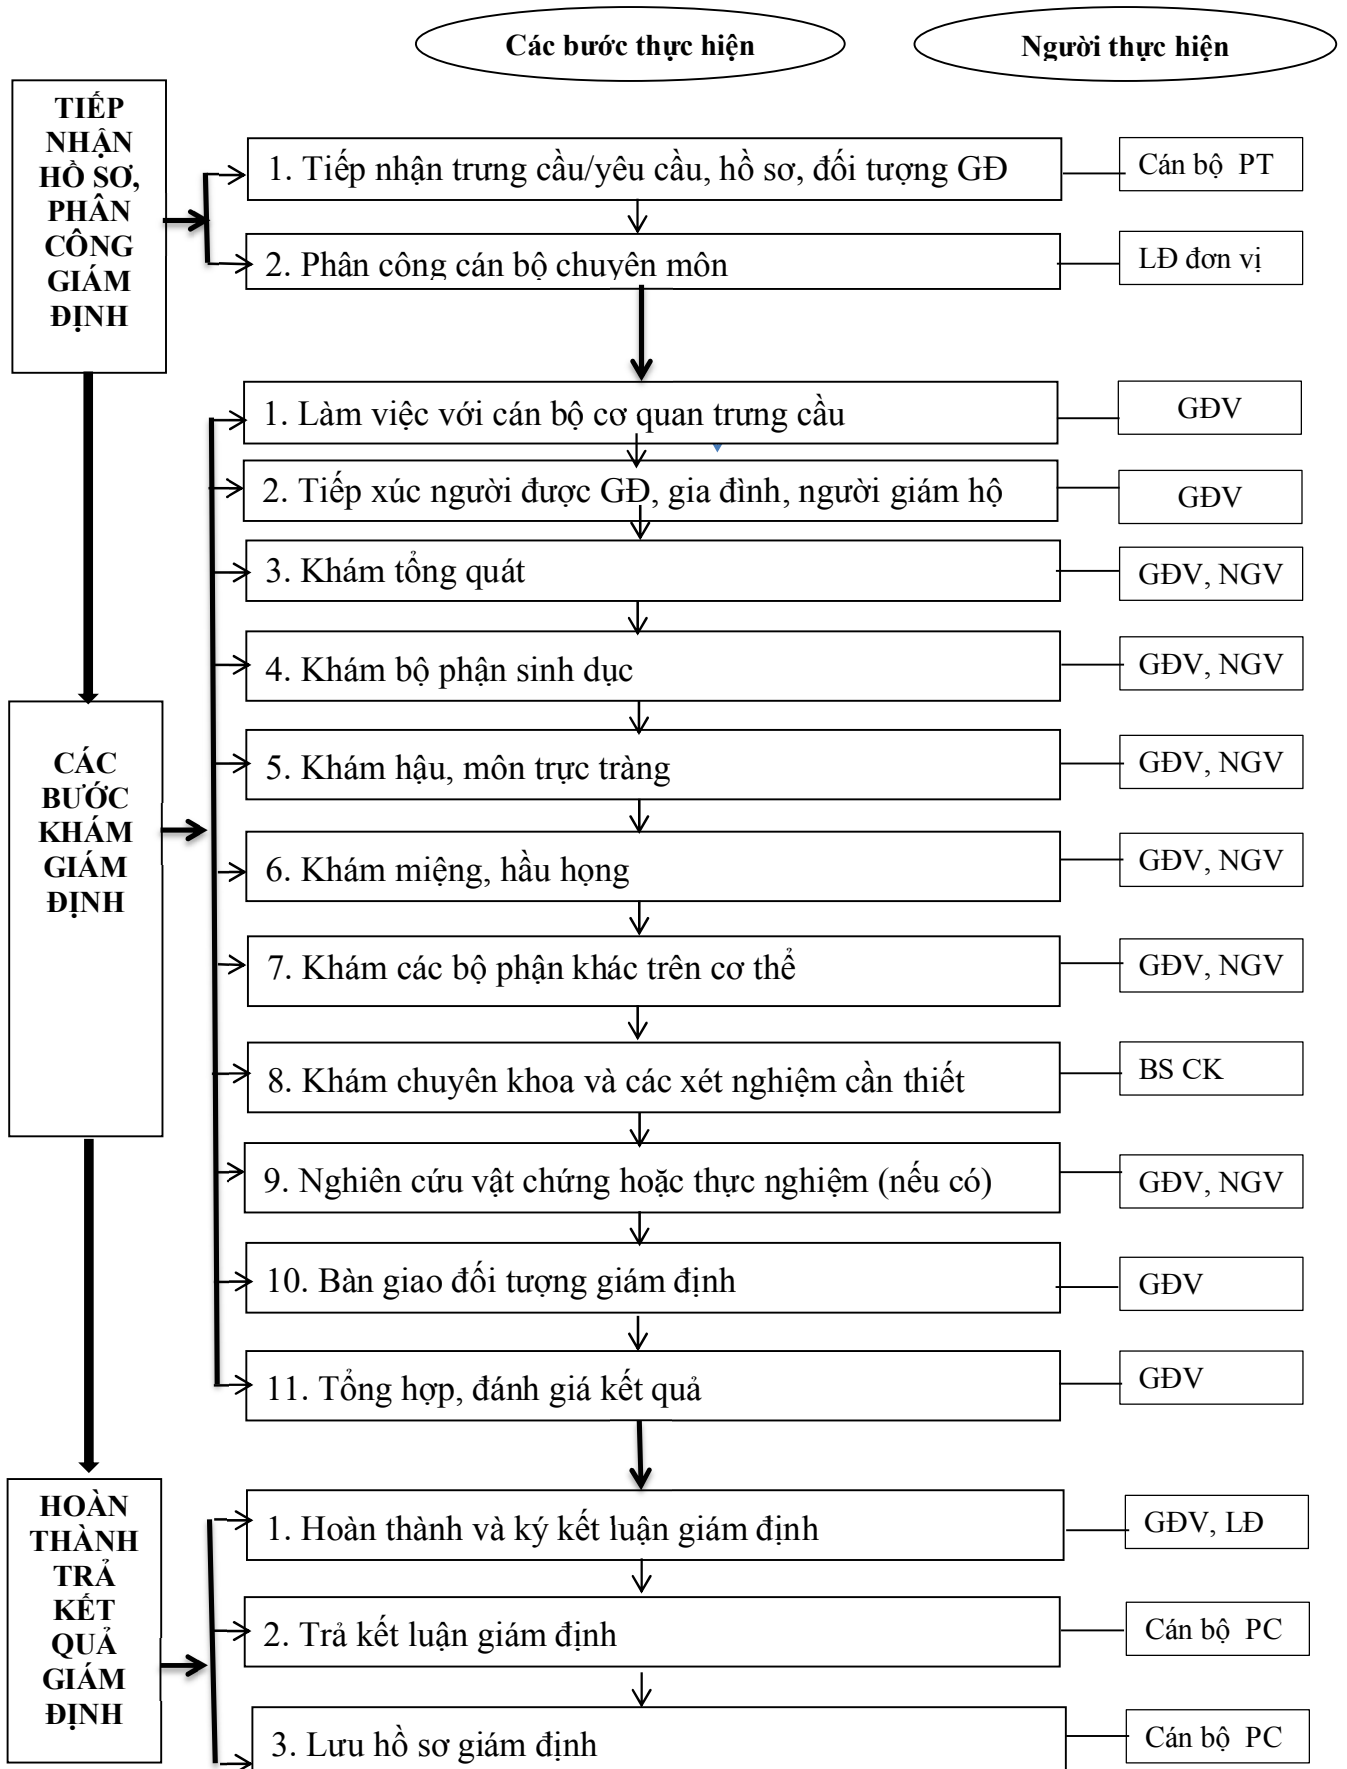 Các bước thực hiện
Người thực hiện
TIẾP
NHẬN
HỒ SƠ,
PHÂN
CÔNG
GIÁM
ĐỊNH
1. Tiếp nhận trưng cầu/yêu cầu, hồ sơ, đối tượng GĐ
Cán bộ PT
2. Phân công cán bộ chuyên môn
LĐ đơn vị
CÁC
BƯỚC
KHÁM
GIÁM
ĐỊNH
1. Làm việc với cán bộ cơ quan trưng cầu
GĐV
2. Tiếp xúc người được GĐ, gia đình, người giám hộ
GĐV
3. Khám tổng quát
GĐV, NGV
4. Khám bộ phận sinh dục
GĐV, NGV
5. Khám hậu, môn trực tràng
GĐV, NGV
6. Khám miệng, hầu họng
GĐV, NGV
7. Khám các bộ phận khác trên cơ thể
GĐV, NGV
8. Khám chuyên khoa và các xét nghiệm cần thiết
BS CK
9. Nghiên cứu vật chứng hoặc thực nghiệm (nếu có)
GĐV, NGV
10. Bàn giao đối tượng giám định
GĐV
11. Tổng hợp, đánh giá kết quả
GĐV
HOÀN
THÀNH
TRẢ
KẾT
QUẢ
GIÁM
ĐỊNH
1. Hoàn thành và ký kết luận giám định
GĐV, LĐ
2. Trả kết luận giám định
Cán bộ PC
3. Lưu hồ sơ giám định
Cán bộ PC